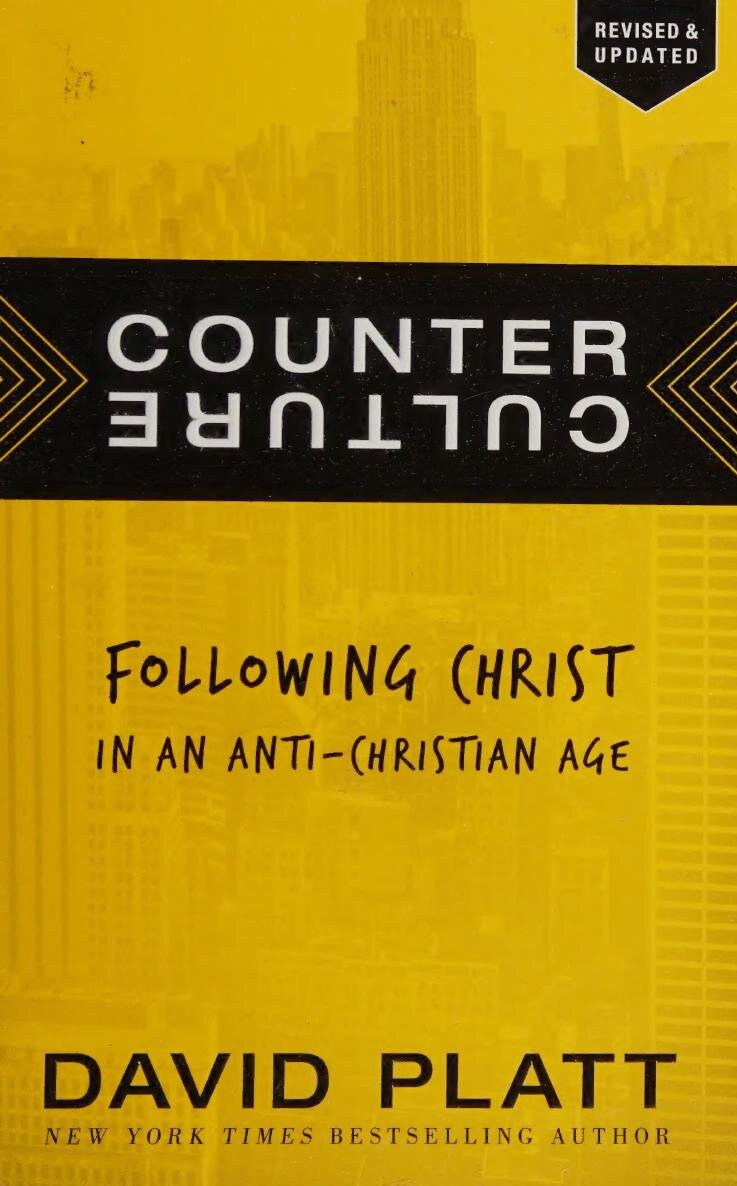 REVISED &
UPDATED
COUNTER
CULTURE
FOLLOWING CHRIST
IN AN ANTI-CHRISTIAN AGE
DAVID PLATT
NEW YORK TIMES BESTSELLING AUTHOR